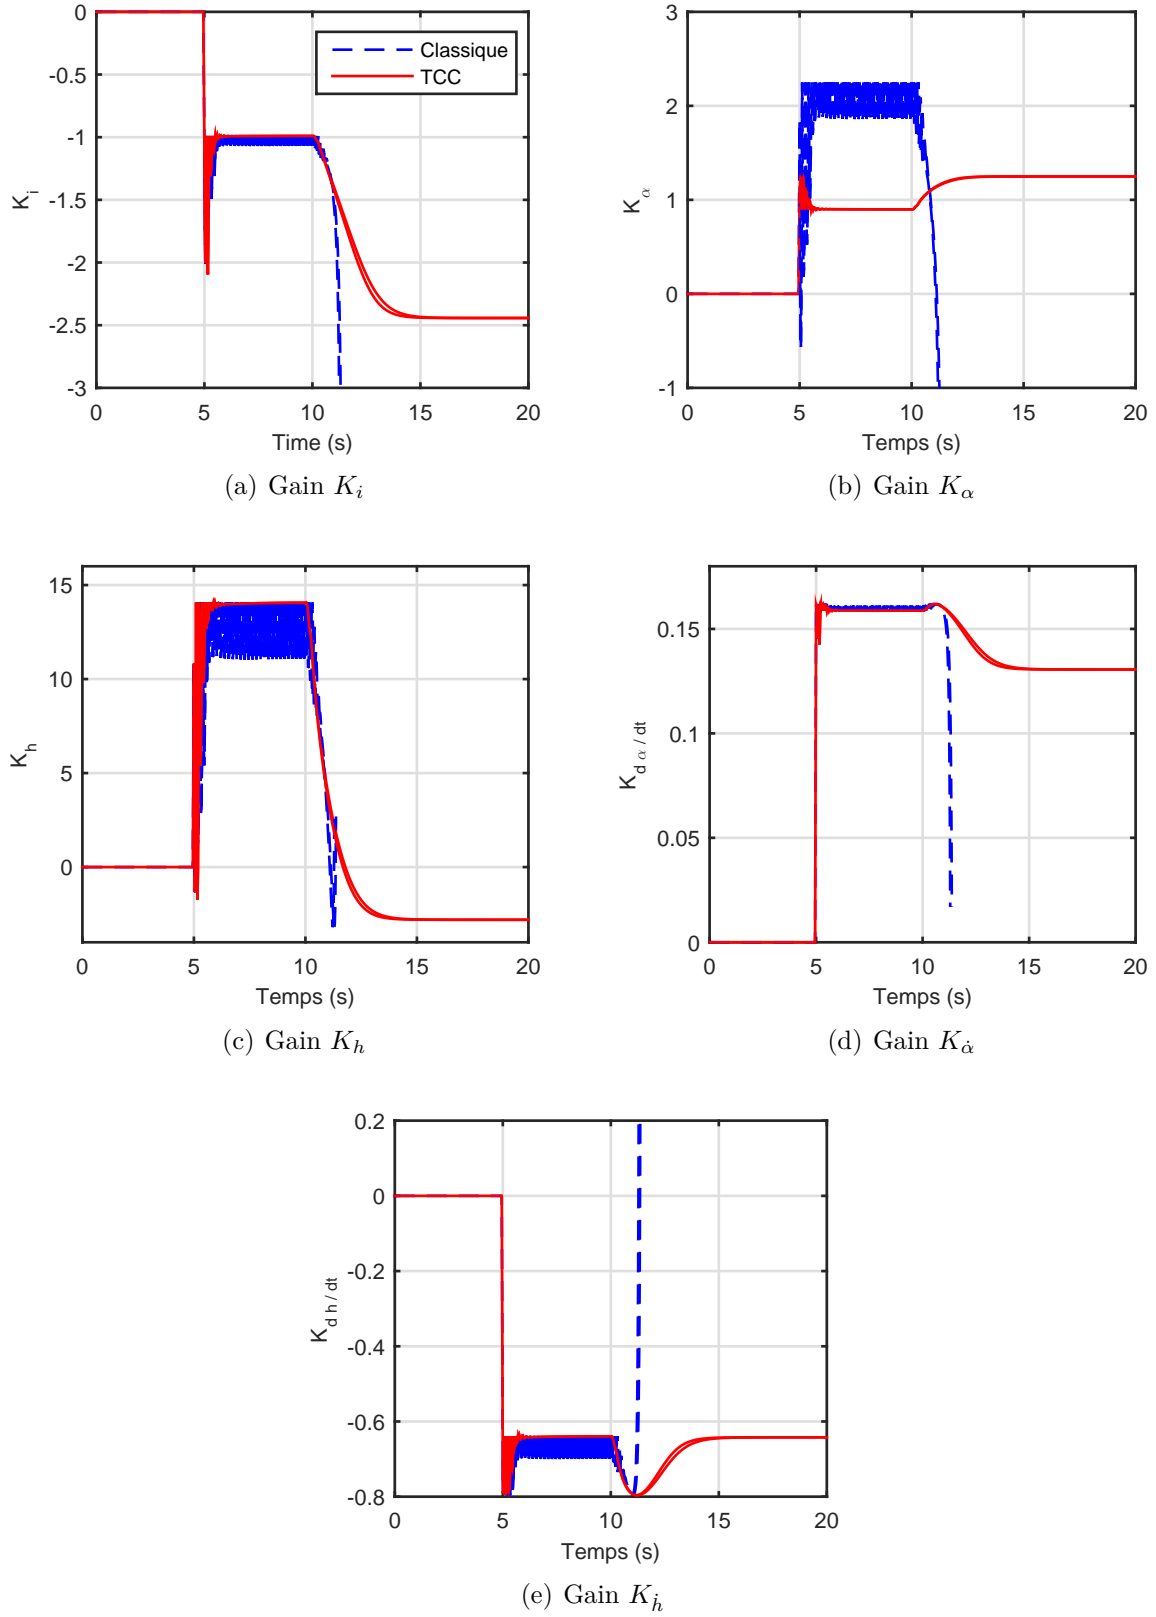 0
-0.5
-1
-1.5
-2
-2.5
-3
K_i
0 5 10 15 20
Time (s)
Classique
TCC
(a) Gain K_i
3
2
1
0
-1
K_α
0 5 10 15 20
Temps (s)
(b) Gain K_α
15
10
5
0
K_h
0 5 10 15 20
Temps (s)
(c) Gain K_h
0.15
0.1
0.05
0
K_{d α / dt}
0 5 10 15 20
Temps (s)
(d) Gain K_α̇
0.2
0
-0.2
-0.4
-0.6
-0.8
K_{d h / dt}
0 5 10 15 20
Temps (s)
(e) Gain K_ḣ